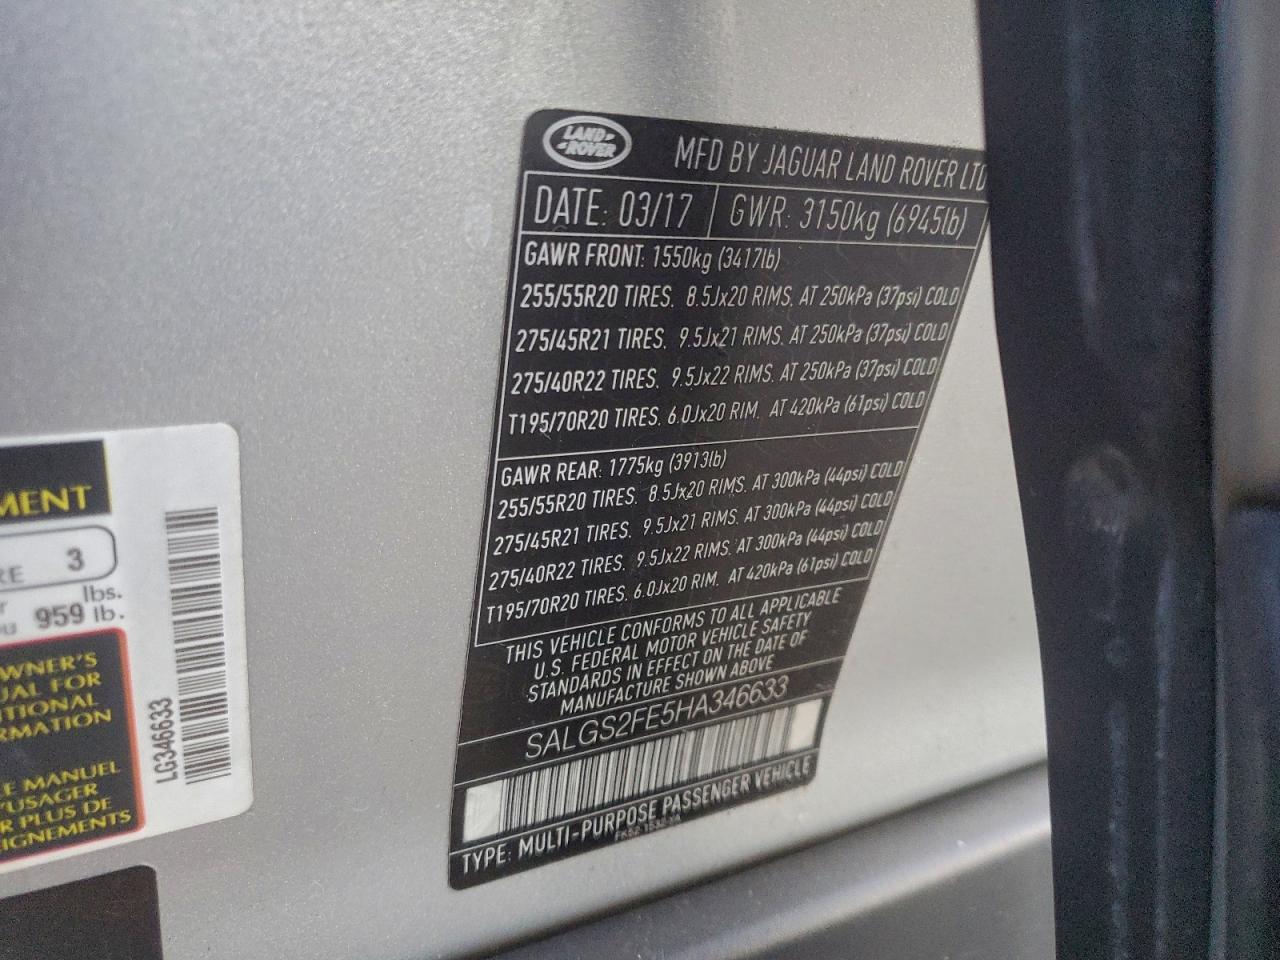 LAND ROVER
MFD BY JAGUAR LAND ROVER LTD
DATE: 03/17 GWR: 3150kg (6945lb)
GAWR FRONT: 1550kg (3417lb)
255/55R20 TIRES. 8.5Jx20 RIMS. AT 250kPa (37psi) COLD
275/45R21 TIRES. 9.5Jx21 RIMS. AT 250kPa (37psi) COLD
275/40R22 TIRES. 9.5Jx22 RIMS. AT 250kPa (37psi) COLD
T195/70R20 TIRES. 6.0Jx20 RIM. AT 420kPa (61psi) COLD
GAWR REAR: 1775kg (3913lb)
255/55R20 TIRES. 8.5Jx20 RIMS. AT 300kPa (44psi) COLD
275/45R21 TIRES. 9.5Jx21 RIMS. AT 300kPa (44psi) COLD
275/40R22 TIRES. 9.5Jx22 RIMS. AT 300kPa (44psi) COLD
T195/70R20 TIRES. 6.0Jx20 RIM. AT 420kPa (61psi) COLD
THIS VEHICLE CONFORMS TO ALL APPLICABLE
U.S. FEDERAL MOTOR VEHICLE SAFETY
STANDARDS IN EFFECT ON THE DATE OF
MANUFACTURE SHOWN ABOVE
SALGS2FE5HA346633
TYPE: MULTI-PURPOSE PASSENGER VEHICLE
MENT
RE 3
lbs.
959 lb.
WNER'S
UAL FOR
ITIONAL
RMATION
E MANUEL
'USAGER
R PLUS DE
EIGNEMENTS
LG346633